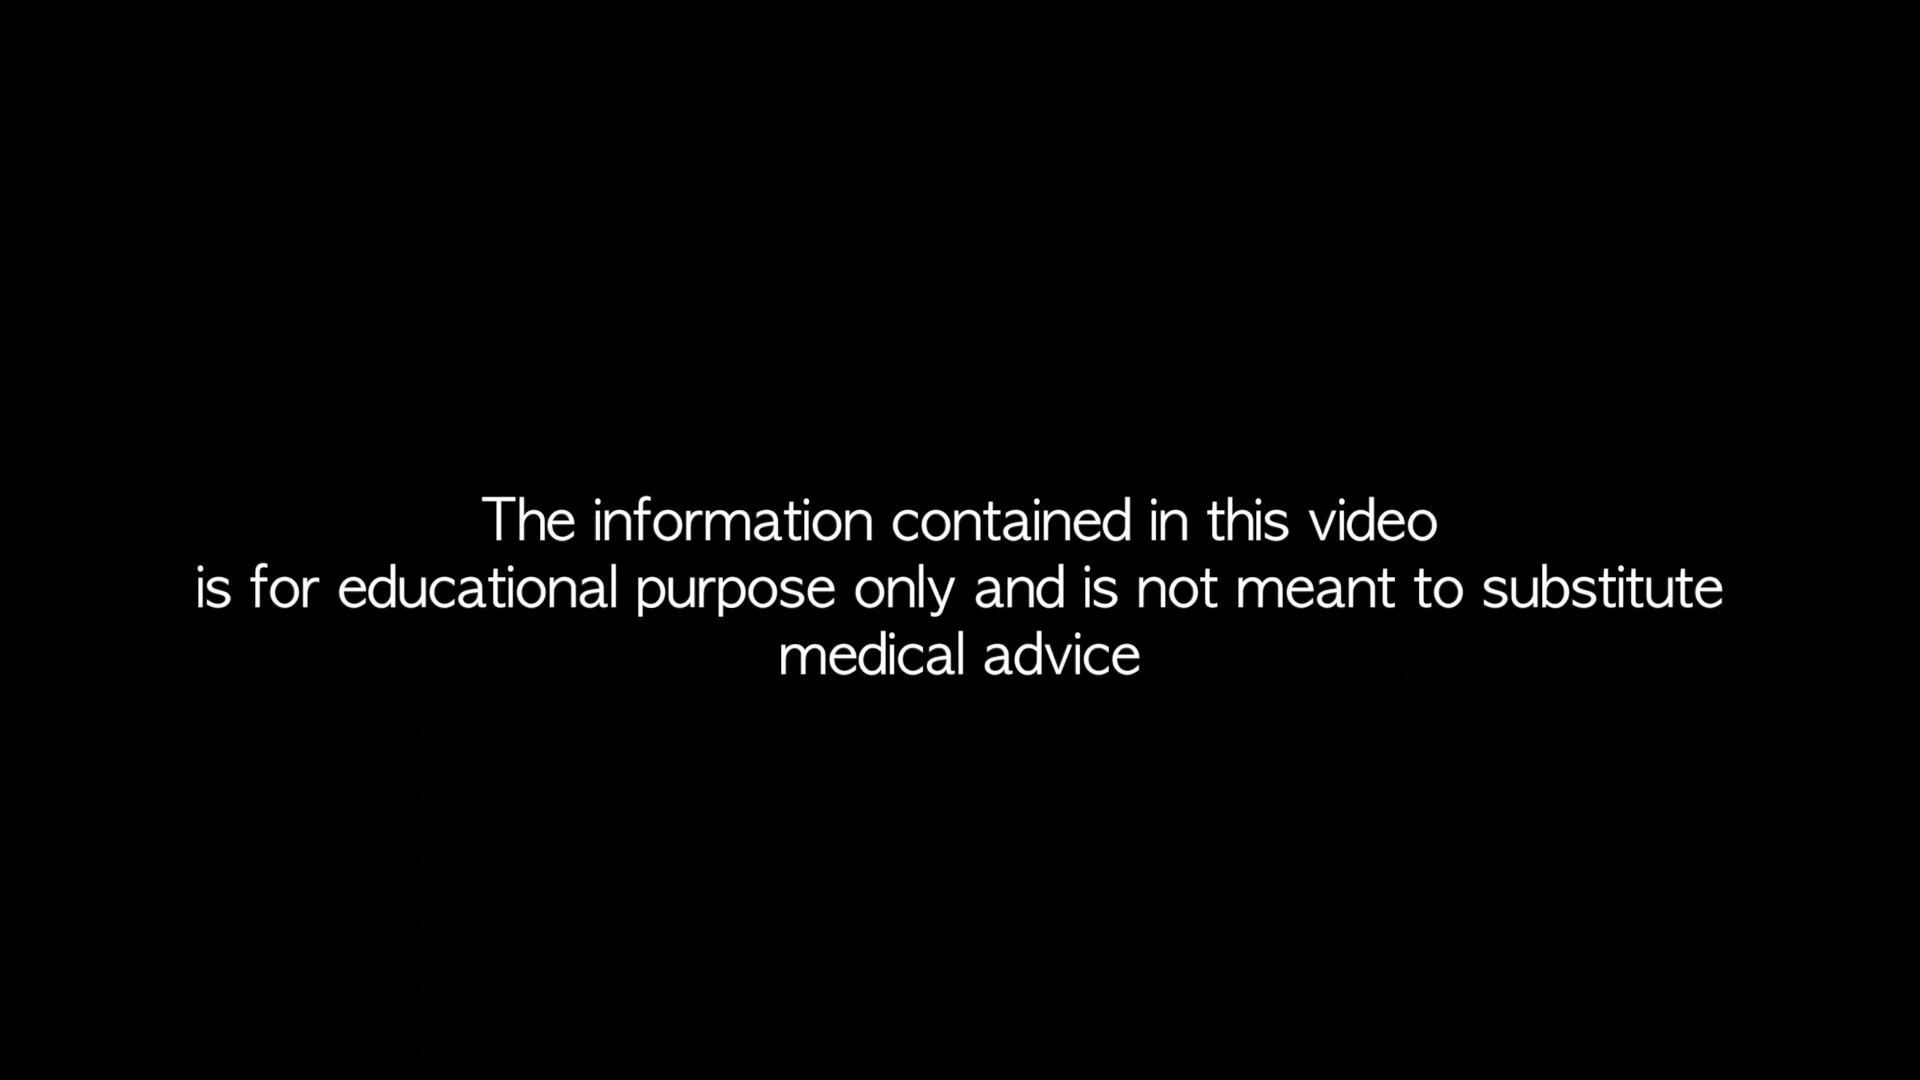 The information contained in this video
is for educational purpose only and is not meant to substitute
medical advice